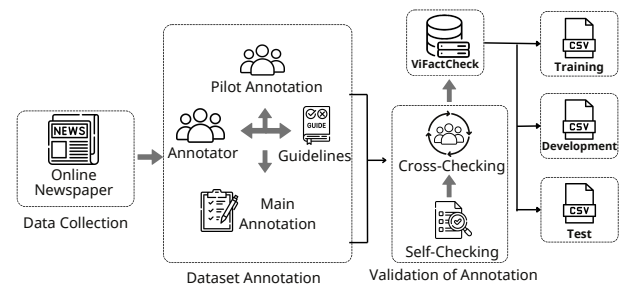 NEWS
Online
Newspaper
Data Collection
Pilot Annotation
Annotator
GUIDE
Guidelines
Main
Annotation
Dataset Annotation
ViFactCheck
Cross-Checking
Self-Checking
Validation of Annotation
CSV
Training
CSV
Development
CSV
Test